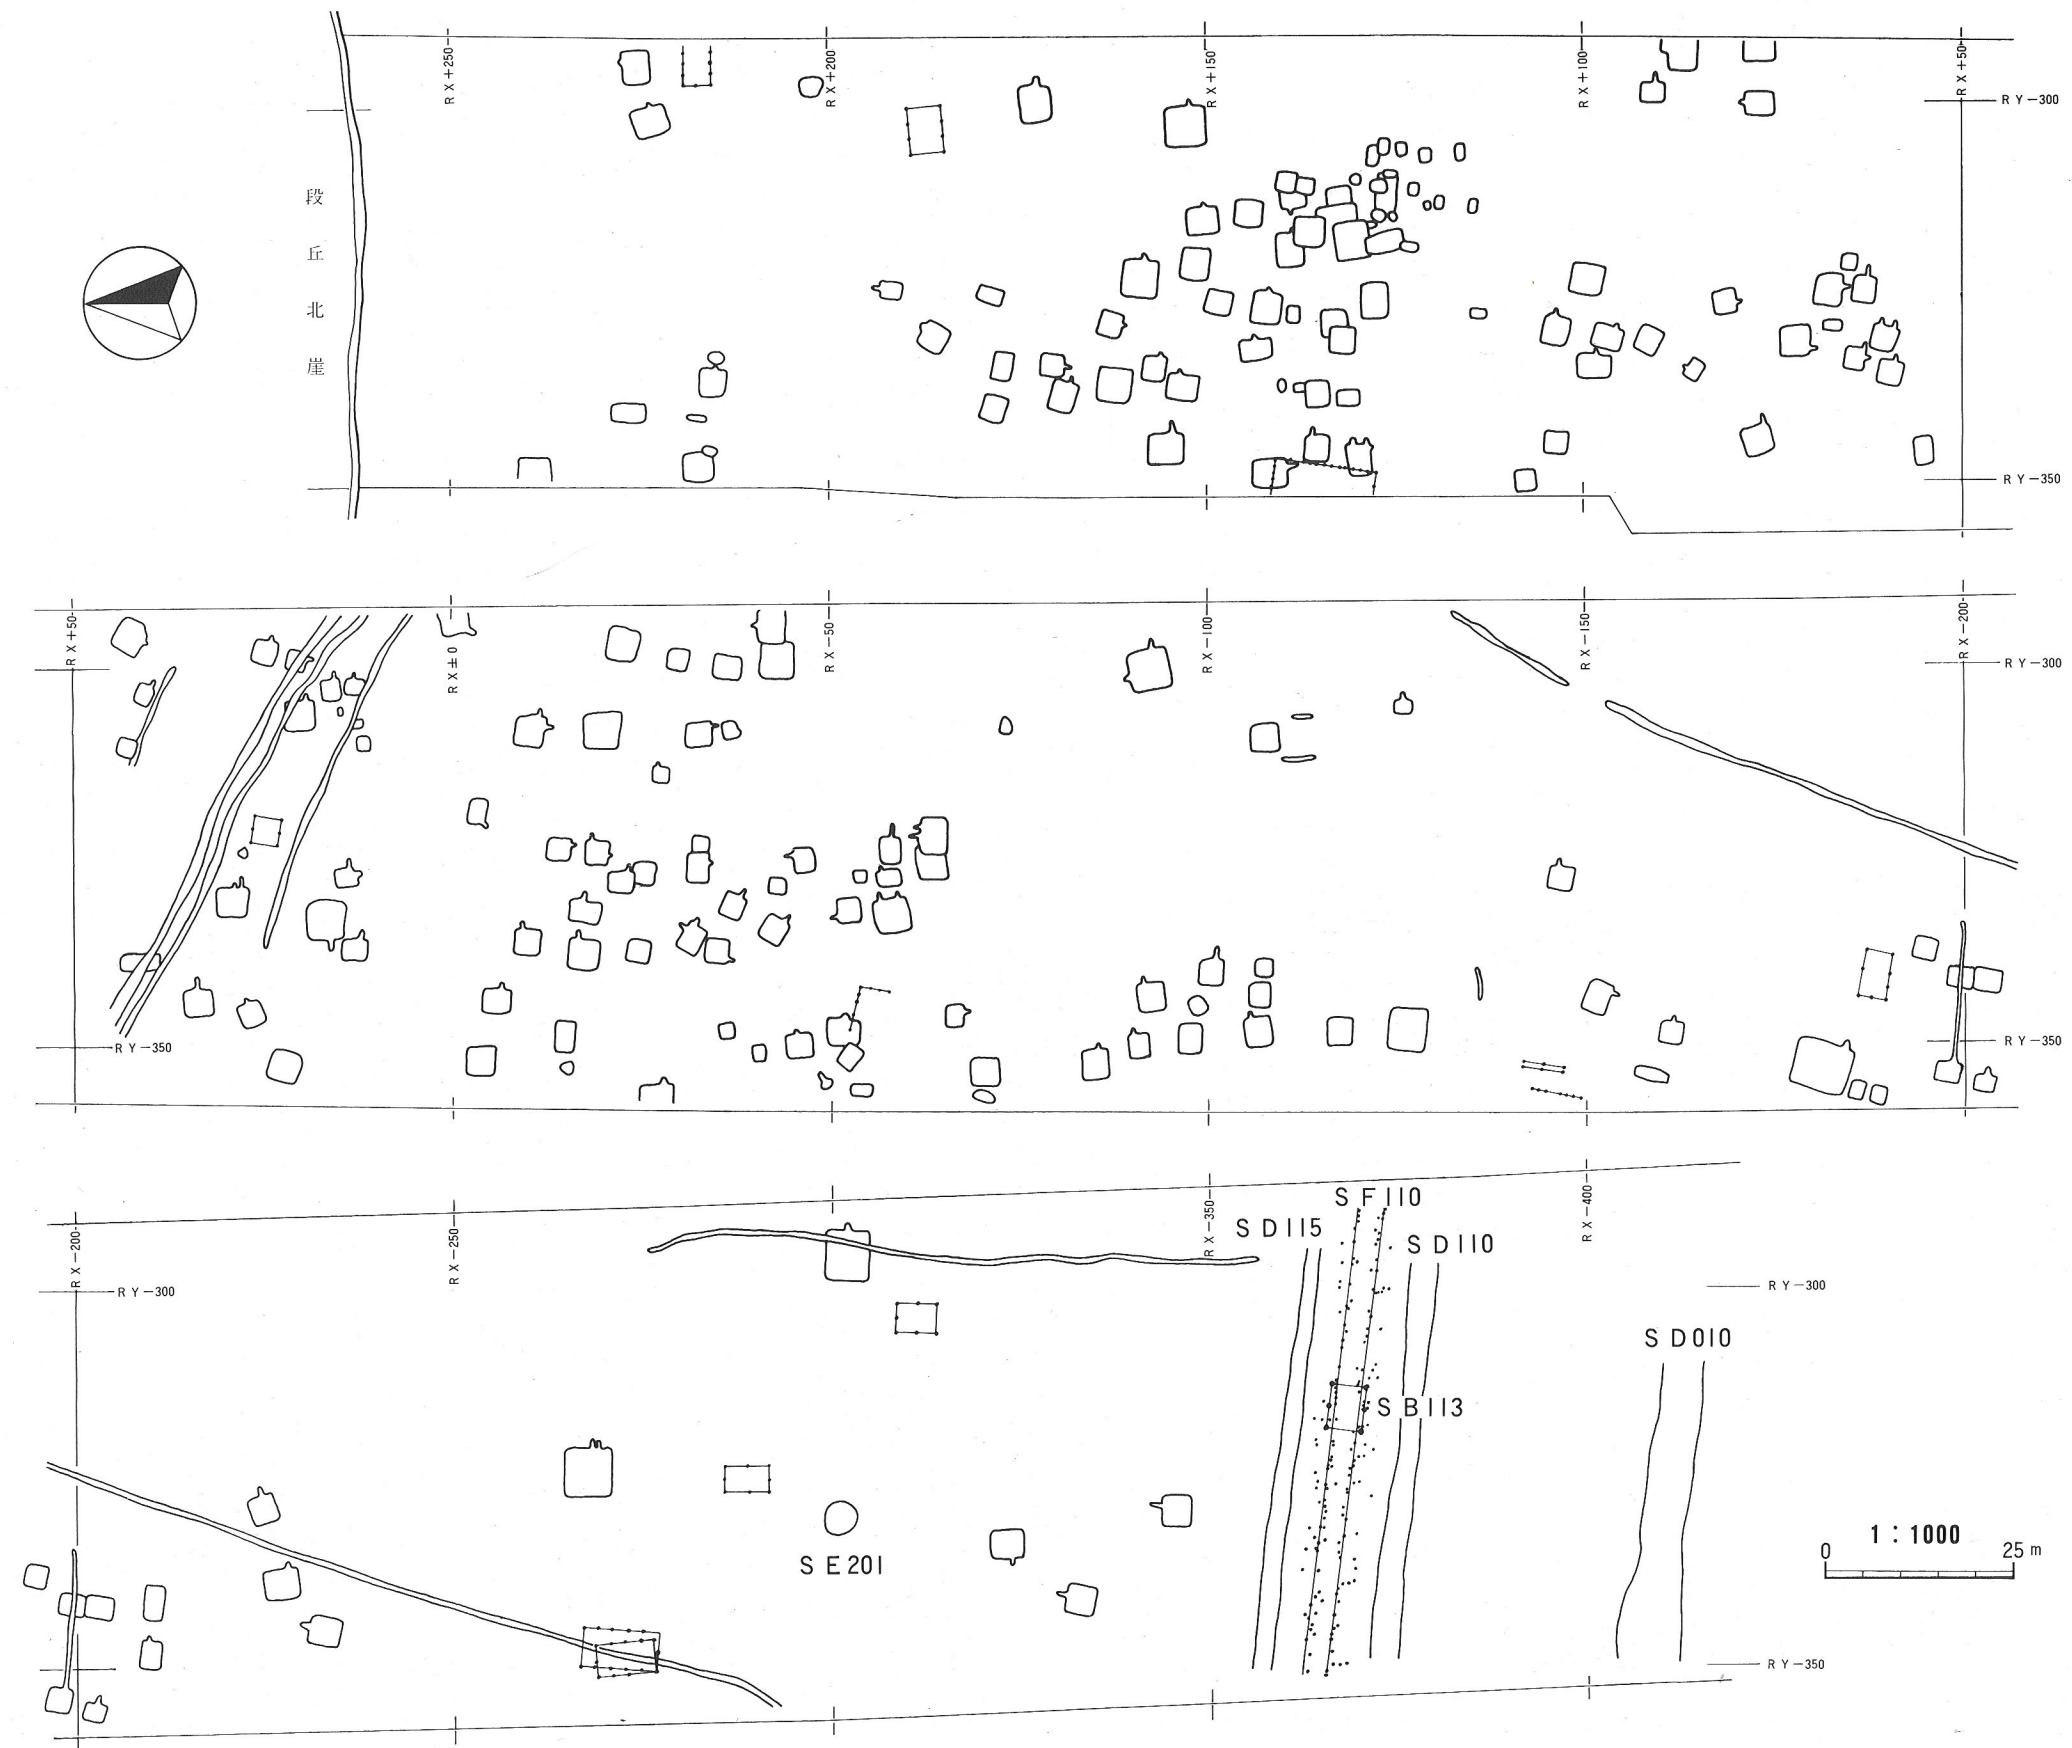 RX+250
RX+200
RX+150
RX+100
RX+50
RY−300
段
丘
北
崖
RY−350
RX+50
RX±0
RX−50
RX−100
RX−150
RX−200
RY−300
RY−350
RY−350
RX−200
RX−250
RX−350
RX−400
SF110
SD115
SD110
RY−300
RY−300
SD010
SB113
SE201
1:1000
0 25 m
RY−350